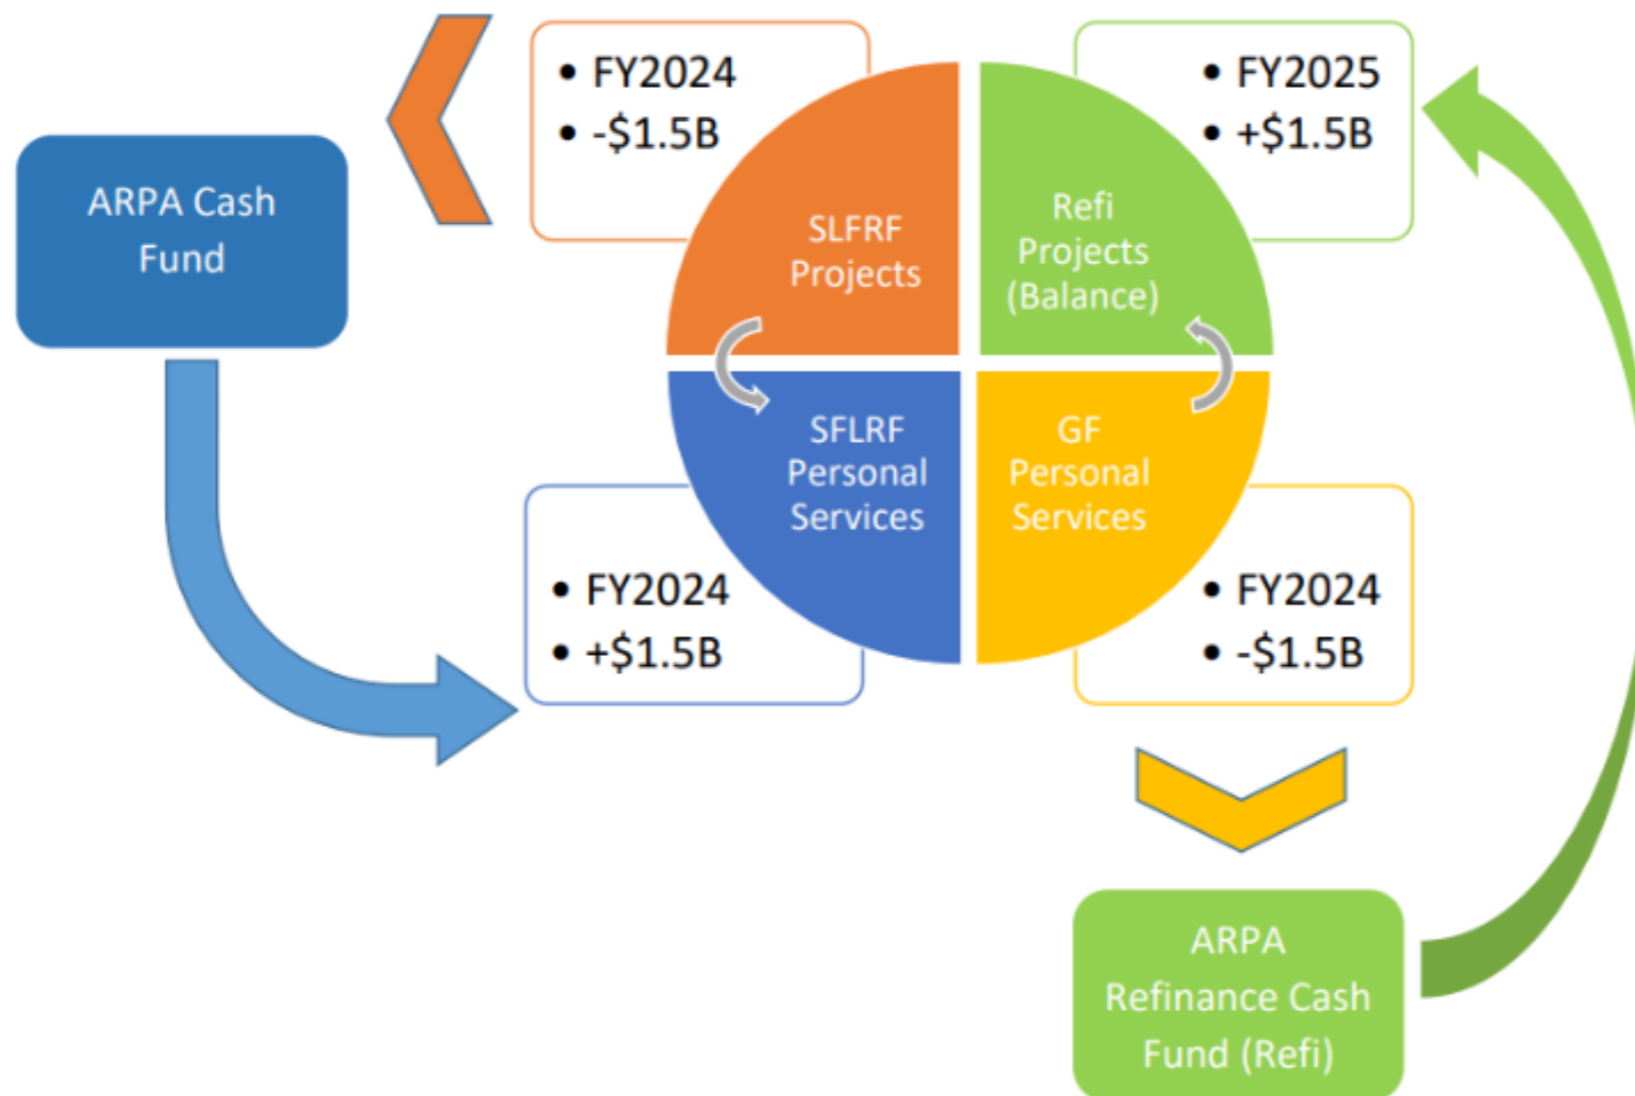 • FY2024
• -$1.5B
• FY2025
• +$1.5B
ARPA Cash
Fund
SLFRF
Projects
Refi
Projects
(Balance)
SFLRF
Personal
Services
GF
Personal
Services
• FY2024
• +$1.5B
• FY2024
• -$1.5B
ARPA
Refinance Cash
Fund (Refi)